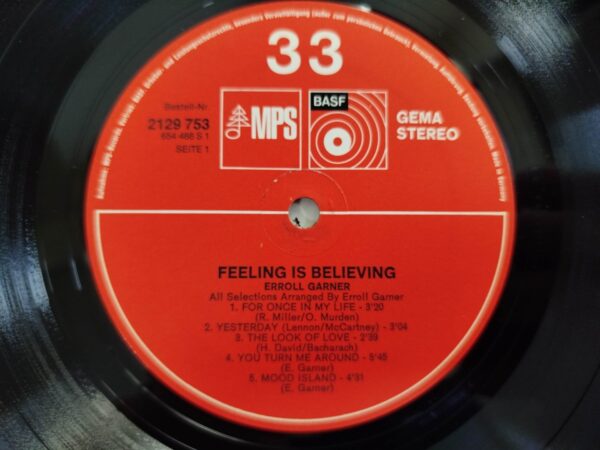 33
Bestell-Nr.
2129 753
654 466 S 1
SEITE 1
MPS
BASF
GEMA
STEREO
FEELING IS BELIEVING
ERROLL GARNER
All Selections Arranged By Erroll Garner
1. FOR ONCE IN MY LIFE - 3'20
(R. Miller/O. Murden)
2. YESTERDAY (Lennon/McCartney) - 3'04
3. THE LOOK OF LOVE - 2'39
(H. David/Bacharach)
4. YOU TURN ME AROUND - 5'45
(E. Garner)
5. MOOD ISLAND - 4'31
(E. Garner)